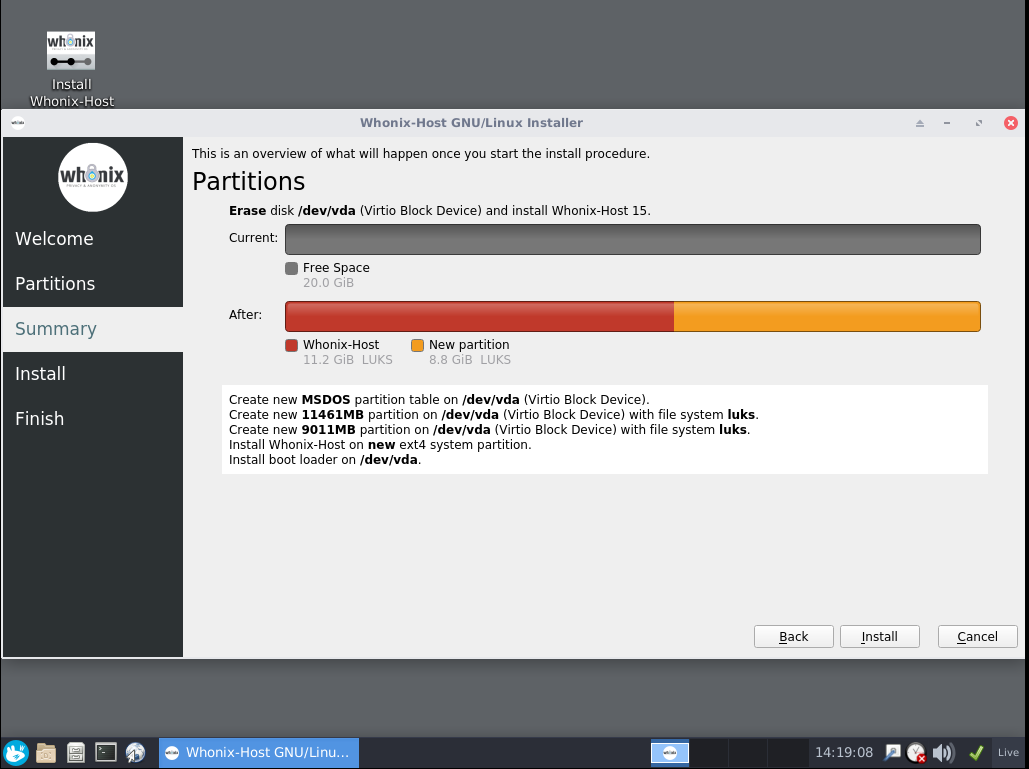 whonix
Install
Whonix-Host
Whonix-Host GNU/Linux Installer
whonix
Welcome
Partitions
Summary
Install
Finish
This is an overview of what will happen once you start the install procedure.
Partitions
Erase disk /dev/vda (Virtio Block Device) and install Whonix-Host 15.
Current:
Free Space
20.0 GiB
After:
Whonix-Host
11.2 GiB LUKS
New partition
8.8 GiB LUKS
Create new MSDOS partition table on /dev/vda (Virtio Block Device).
Create new 11461MB partition on /dev/vda (Virtio Block Device) with file system luks.
Create new 9011MB partition on /dev/vda (Virtio Block Device) with file system luks.
Install Whonix-Host on new ext4 system partition.
Install boot loader on /dev/vda.
Back
Install
Cancel
Whonix-Host GNU/Linu...
14:19:08
Live